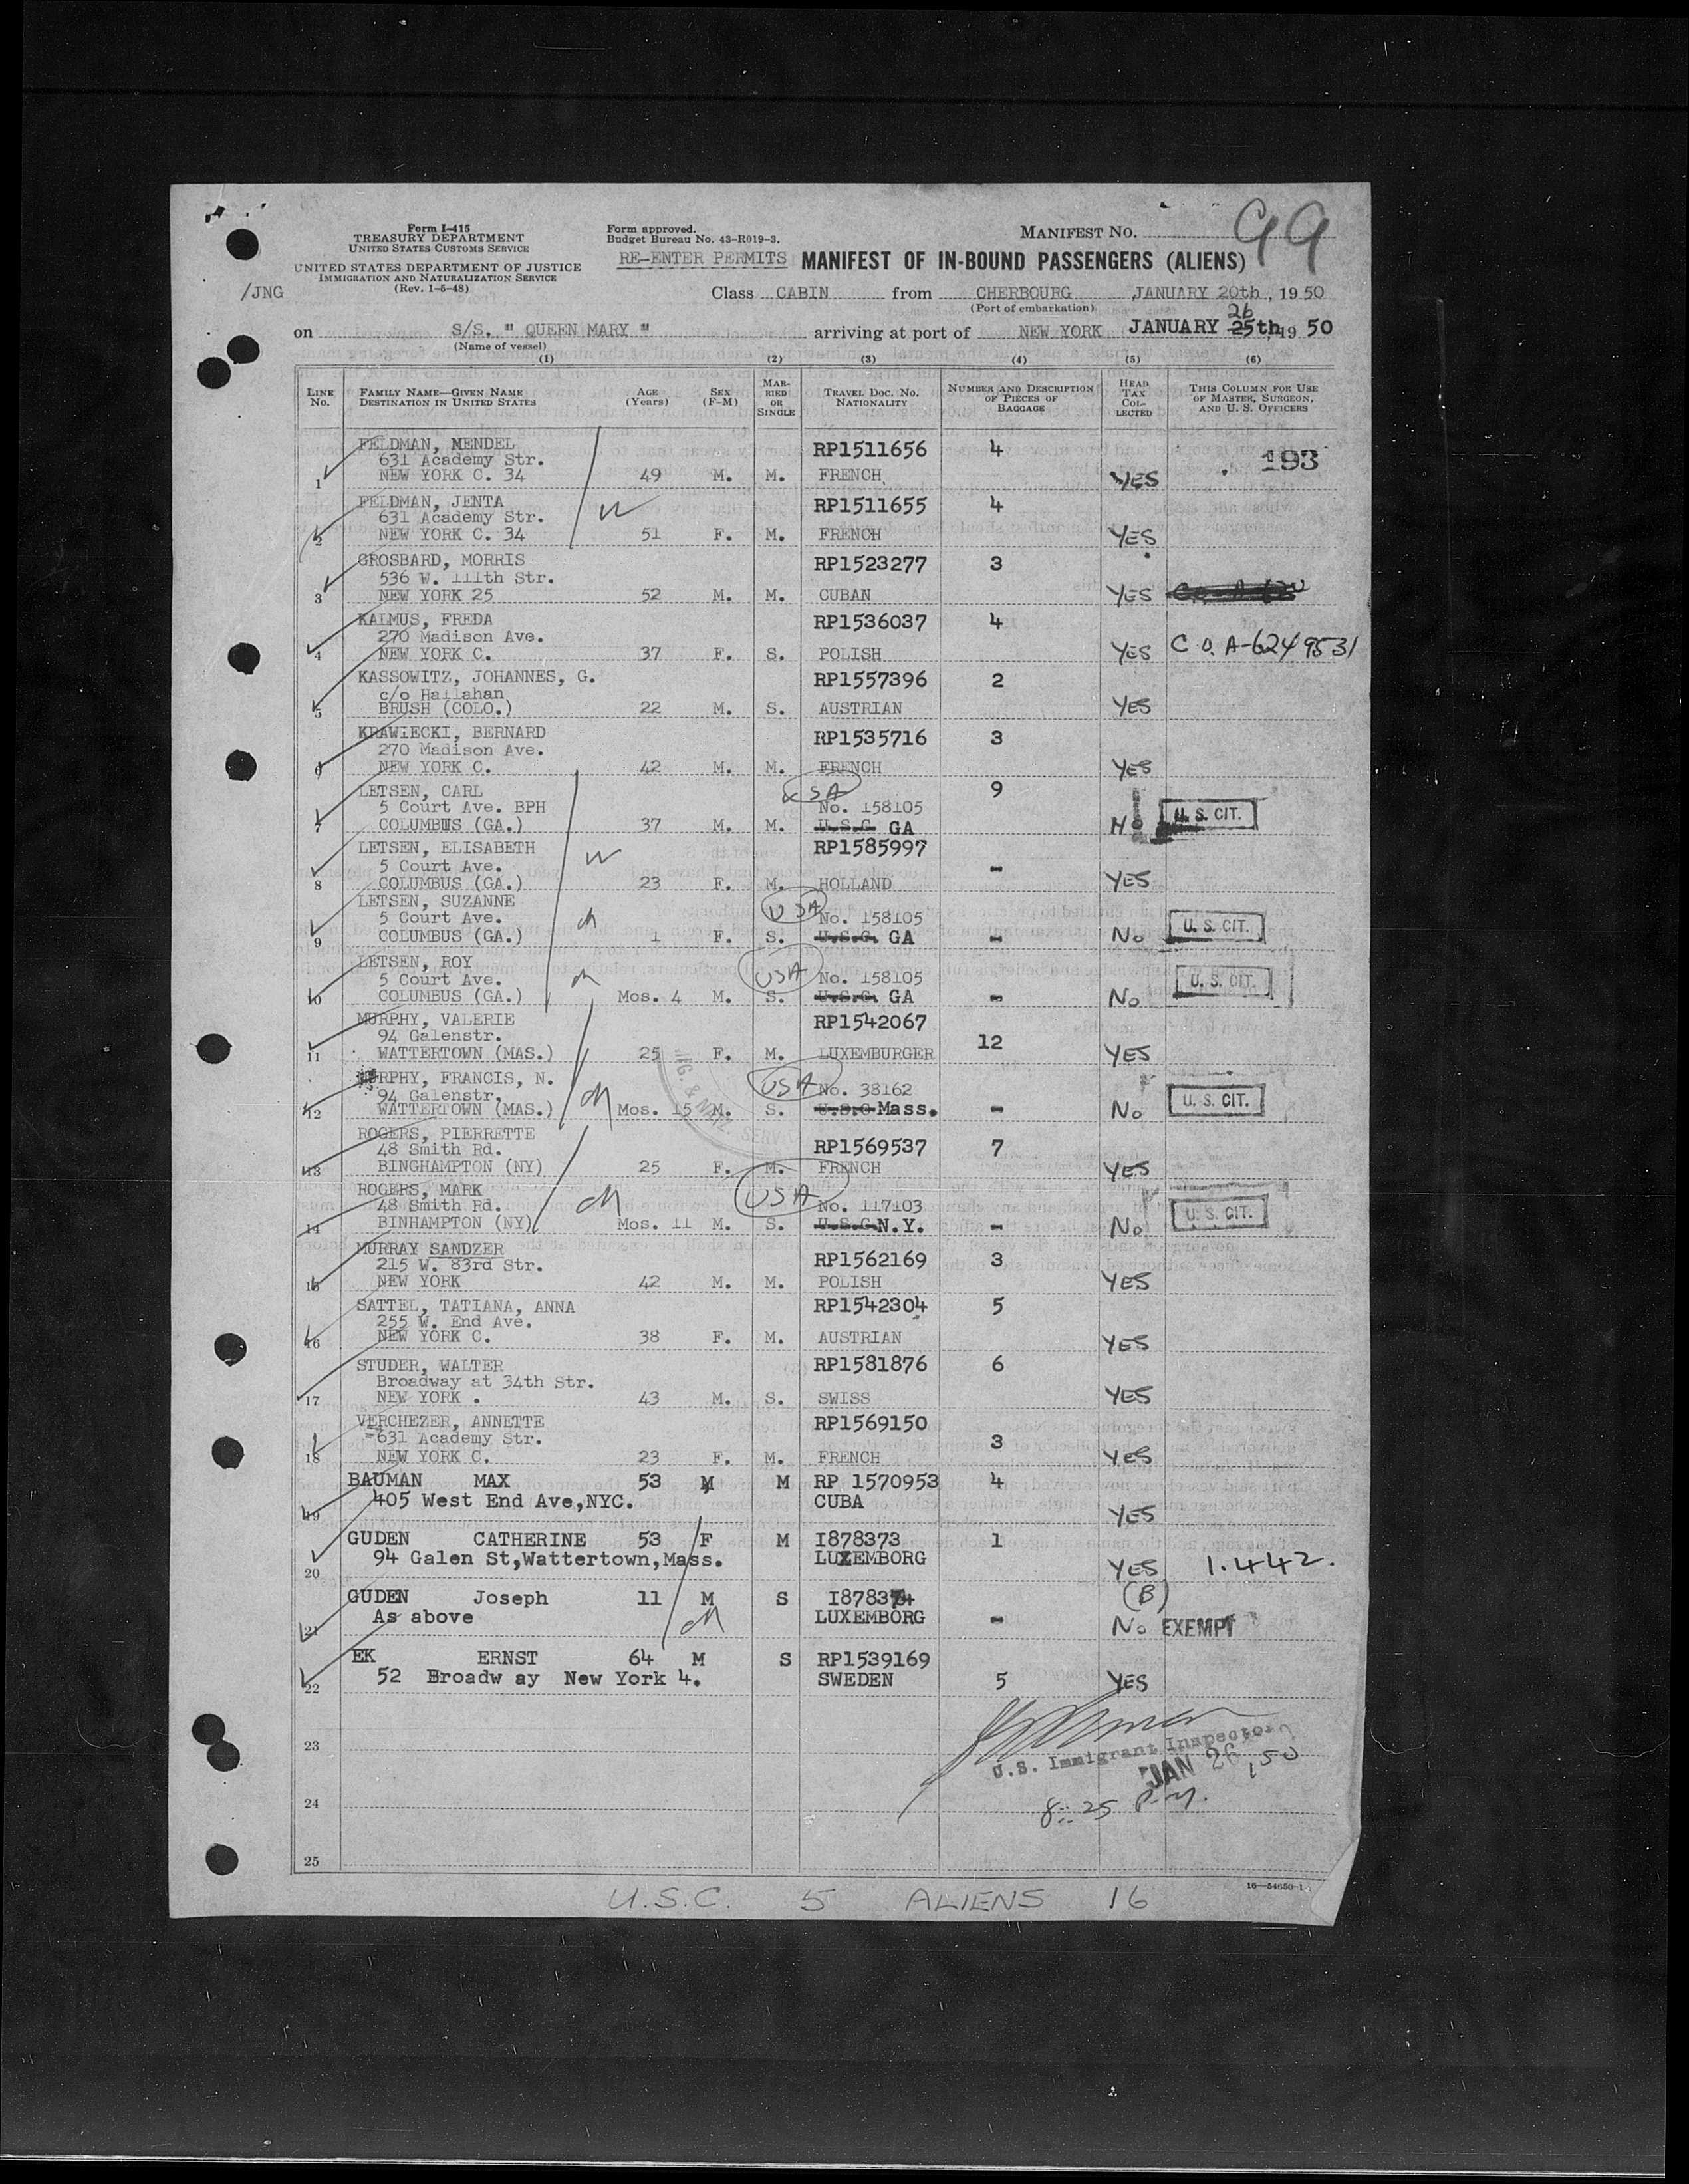 Form I-415
TREASURY DEPARTMENT
UNITED STATES CUSTOMS SERVICE
UNITED STATES DEPARTMENT OF JUSTICE
IMMIGRATION AND NATURALIZATION SERVICE
(Rev. 1-6-48)
/JNG
Form approved.
Budget Bureau No. 43-R019-3.
MANIFEST NO. 99
RE-ENTER PERMITS MANIFEST OF IN-BOUND PASSENGERS (ALIENS)
Class CABIN from CHERBOURG, JANUARY 20th, 1950
(Port of embarkation)
26
on S/S. " QUEEN MARY " arriving at port of NEW YORK JANUARY 25th, 19 50
(Name of vessel)
(1) (2) (3) (4) (5) (6)
LINE No. FAMILY NAME—GIVEN NAME DESTINATION IN UNITED STATES AGE (Years) SEX (F-M) MARRIED OR SINGLE TRAVEL DOC. NO. NATIONALITY NUMBER AND DESCRIPTION OF PIECES OF BAGGAGE HEAD TAX COLLECTED THIS COLUMN FOR USE OF MASTER, SURGEON, AND U. S. OFFICERS
FELDMAN, MENDEL RP1511656 4 193
631 Academy Str.
1 NEW YORK C. 34 49 M. M. FRENCH YES
FELDMAN, JENTA RP1511655 4
631 Academy Str.
2 NEW YORK C. 34 51 F. M. FRENCH YES
GROSBARD, MORRIS RP1523277 3
536 W. 111th Str.
3 NEW YORK 25 52 M. M. CUBAN YES
KALMUS, FREDA RP1536037 4
270 Madison Ave.
4 NEW YORK C. 37 F. S. POLISH YES C.O. A-6249531
KASSOWITZ, JOHANNES, G. RP1557396 2
c/o Hallahan
5 BRUSH (COLO.) 22 M. S. AUSTRIAN YES
KRAWIECKI, BERNARD RP1535716 3
270 Madison Ave.
6 NEW YORK C. 42 M. M. FRENCH YES
LETSEN, CARL USA 9
5 Court Ave. BPH No. 158105
7 COLUMBUS (GA.) 37 M. M. U.S.C. GA No U. S. CIT.
LETSEN, ELISABETH RP1585997
5 Court Ave. -
8 COLUMBUS (GA.) 23 F. M. HOLLAND YES
LETSEN, SUZANNE USA
5 Court Ave. No. 158105
9 COLUMBUS (GA.) 1 F. S. U.S.C. GA - No U. S. CIT.
LETSEN, ROY USA
5 Court Ave. No. 158105
10 COLUMBUS (GA.) Mos. 4 M. S. U.S.C. GA - No U. S. CIT.
MURPHY, VALERIE RP1542067
94 Galenstr. 12
11 WATTERTOWN (MAS.) 25 F. M. LUXEMBURGER YES
MURPHY, FRANCIS, N. USA
94 Galenstr. No. 38162
12 WATTERTOWN (MAS.) Mos. 15 M. S. U.S.C Mass. - No U. S. CIT.
ROGERS, PIERRETTE
48 Smith Rd. RP1569537 7
13 BINGHAMPTON (NY) 25 F. M. FRENCH YES
ROGERS, MARK USA
48 Smith Rd. No. 117103
14 BINHAMPTON (NY) Mos. 11 M. S. U.S.C N.Y. - No U. S. CIT.
MURRAY SANDZER
215 W. 83rd Str. RP1562169 3
15 NEW YORK 42 M. M. POLISH YES
SATTEL, TATIANA, ANNA RP1542304 5
255 W. End Ave.
16 NEW YORK C. 38 F. M. AUSTRIAN YES
STUDER, WALTER RP1581876 6
Broadway at 34th Str.
17 NEW YORK . 43 M. S. SWISS YES
VERCHEZER, ANNETTE RP1569150
631 Academy Str. 3
18 NEW YORK C. 23 F. M. FRENCH YES
BAUMAN MAX 53 M M RP 1570953 4
405 West End Ave,NYC. CUBA
19 YES
GUDEN CATHERINE 53 F M I878373 1
94 Galen St,Wattertown,Mass. LUXEMBORG
20 YES 1.442.
(B)
GUDEN Joseph 11 M S I878374
As above LUXEMBORG -
21 No EXEMPT
EK ERNST 64 M S RP1539169
52 Broadw ay New York 4. SWEDEN 5 YES
22
23
U.S. Immigrant Inspector
JAN 26, 50
24
8:25 P.M.
25
16—54650-1
U.S.C. 5 ALIENS 16